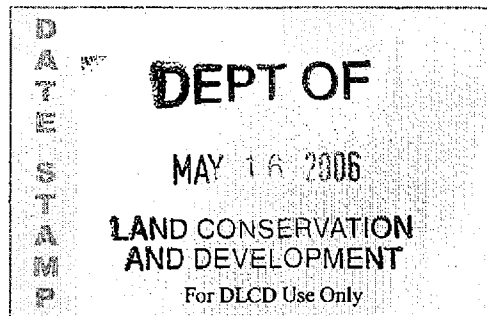 DATE STAMP
DEPT OF
MAY 16 2006
LAND CONSERVATION
AND DEVELOPMENT
For DLCD Use Only